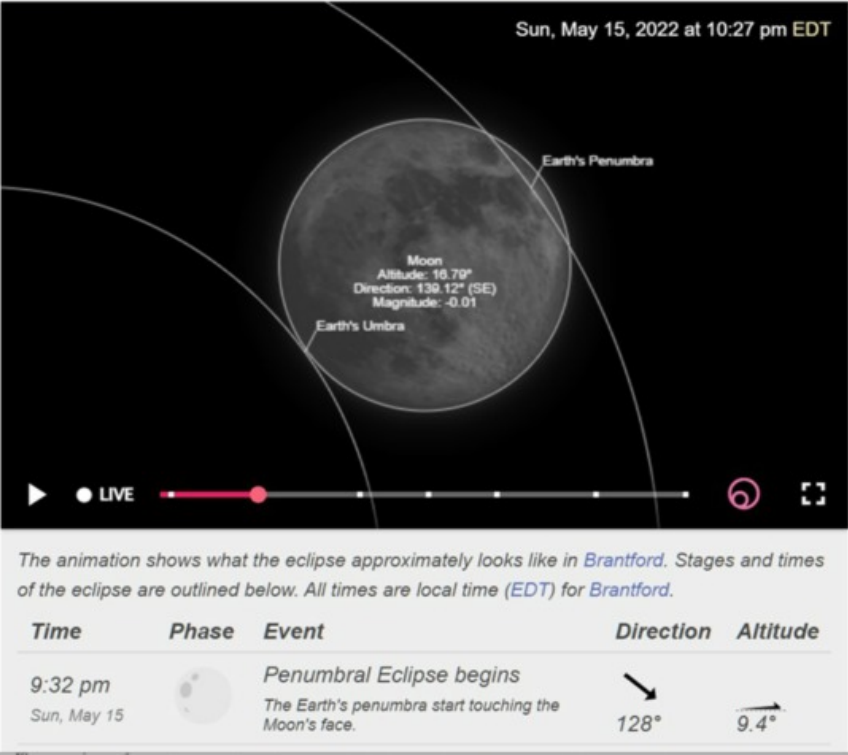 Sun, May 15, 2022 at 10:27 pm EDT
Earth's Penumbra
Moon
Altitude: 16.79°
Direction: 139.12° (SE)
Magnitude: -0.01
Earth's Umbra
LIVE
The animation shows what the eclipse approximately looks like in Brantford. Stages and times
of the eclipse are outlined below. All times are local time (EDT) for Brantford.
Time Phase Event Direction Altitude
9:32 pm
Sun, May 15
Penumbral Eclipse begins
The Earth's penumbra start touching the
Moon's face.
128°
9.4°